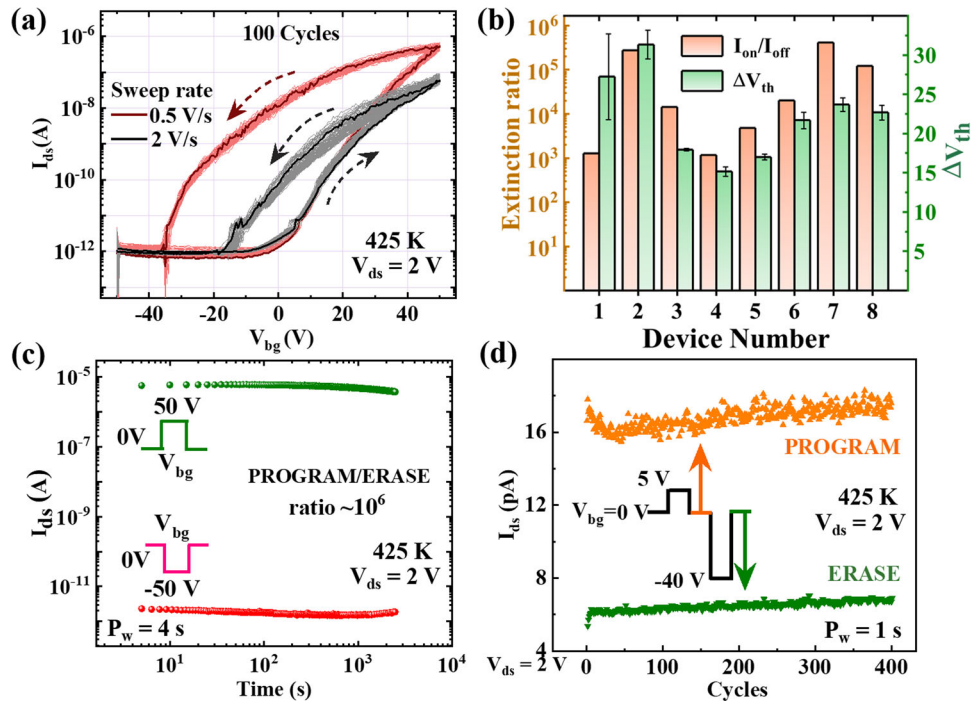 (a)
100 Cycles
Sweep rate
0.5 V/s
2 V/s
425 K
V_ds = 2 V
I_ds(A)
10^-6
10^-8
10^-10
10^-12
-40 -20 0 20 40
V_bg (V)
(b)
I_on/I_off
ΔV_th
Extinction ratio
10^6
10^5
10^4
10^3
10^2
10^1
30
25
20
15
10
5
ΔV_th
1 2 3 4 5 6 7 8
Device Number
(c)
10^-5
10^-7
10^-9
10^-11
I_ds (A)
50 V
0V
V_bg
PROGRAM/ERASE
ratio ~10^6
V_bg
0V
-50 V
425 K
V_ds = 2 V
P_w = 4 s
10^1 10^2 10^3 10^4
Time (s)
(d)
16
12
8
4
I_ds (pA)
PROGRAM
5 V
V_bg=0 V
-40 V
425 K
V_ds = 2 V
ERASE
P_w = 1 s
V_ds = 2 V
0 100 200 300 400
Cycles